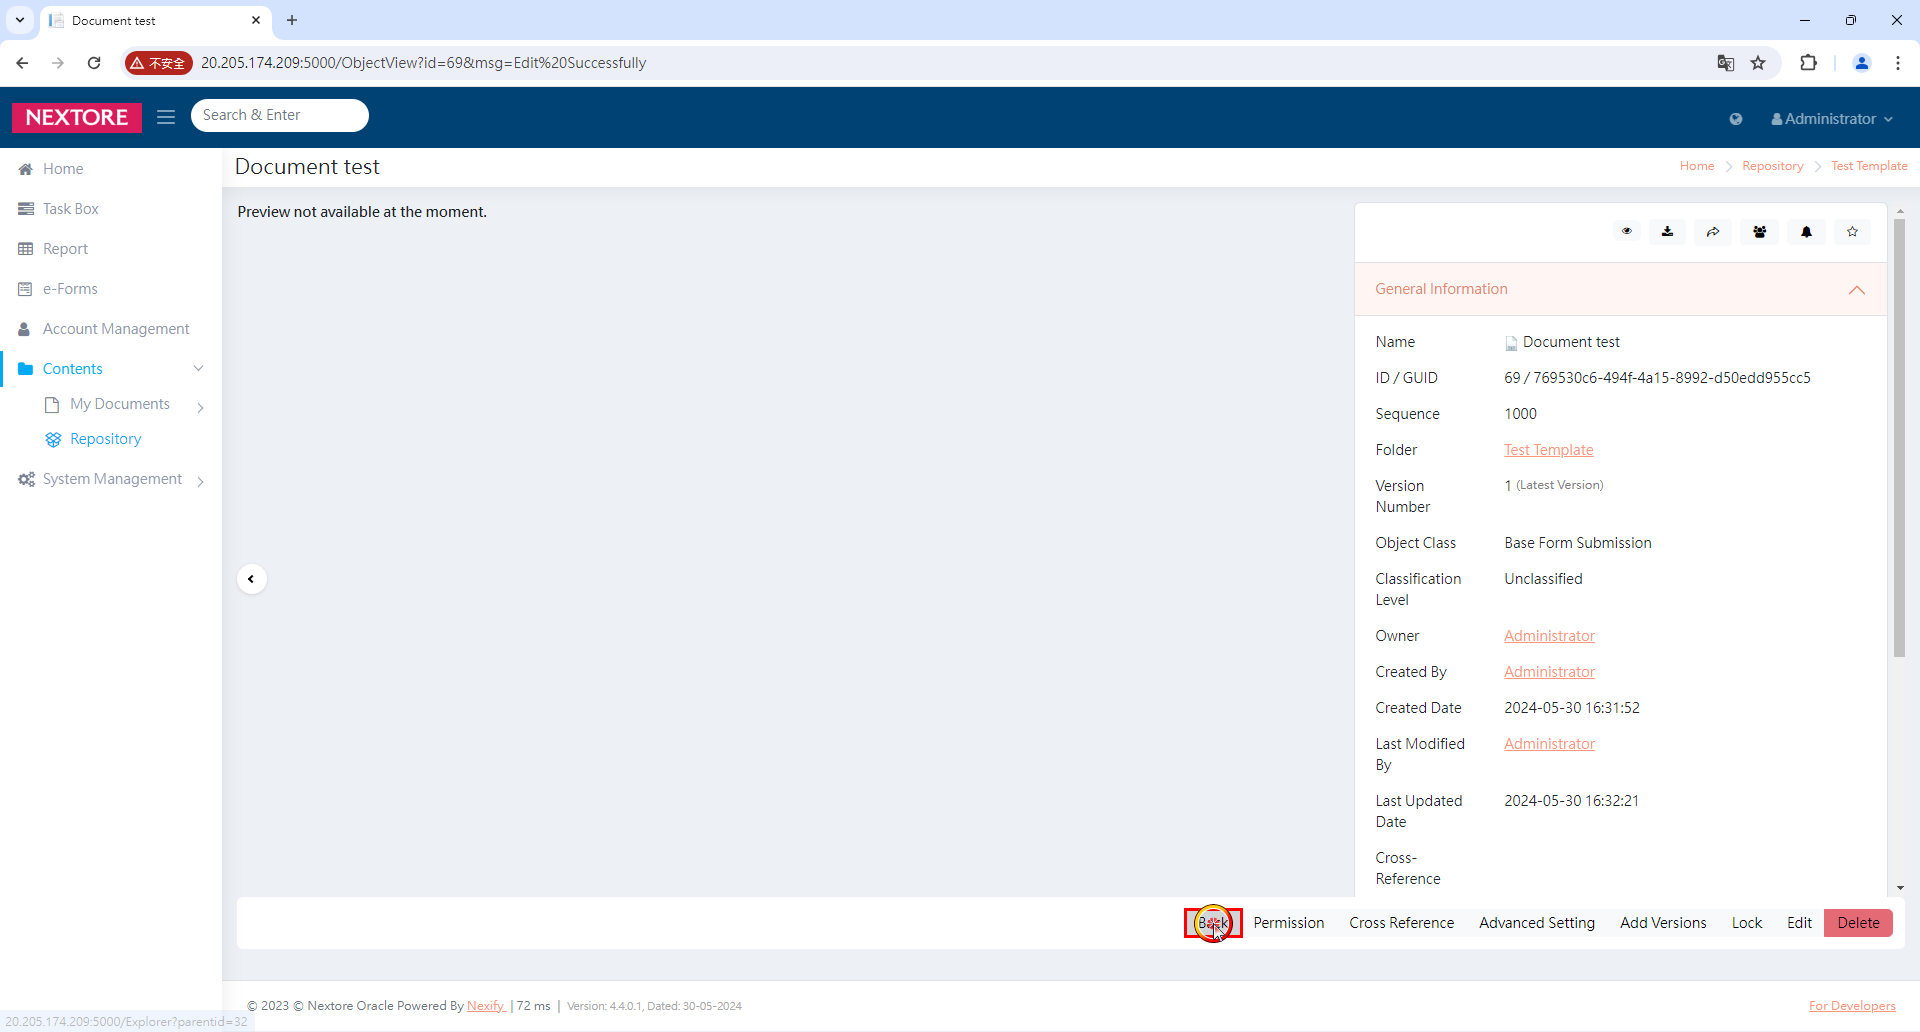 Document test
不安全
20.205.174.209:5000/ObjectView?id=69&msg=Edit%20Successfully
NEXTORE
Search & Enter
Administrator
Home
Task Box
Report
e-Forms
Account Management
Contents
My Documents
Repository
System Management
Document test
Home Repository Test Template
Preview not available at the moment.
General Information
Name Document test
ID / GUID 69 / 769530c6-494f-4a15-8992-d50edd955cc5
Sequence 1000
Folder Test Template
Version Number 1 (Latest Version)
Object Class Base Form Submission
Classification Level Unclassified
Owner Administrator
Created By Administrator
Created Date 2024-05-30 16:31:52
Last Modified By Administrator
Last Updated Date 2024-05-30 16:32:21
Cross-
Reference
Back Permission Cross Reference Advanced Setting Add Versions Lock Edit Delete
© 2023 © Nextore Oracle Powered By Nexify | 72 ms | Version: 4.4.0.1, Dated: 30-05-2024
For Developers
20.205.174.209:5000/Explorer?parentid=32